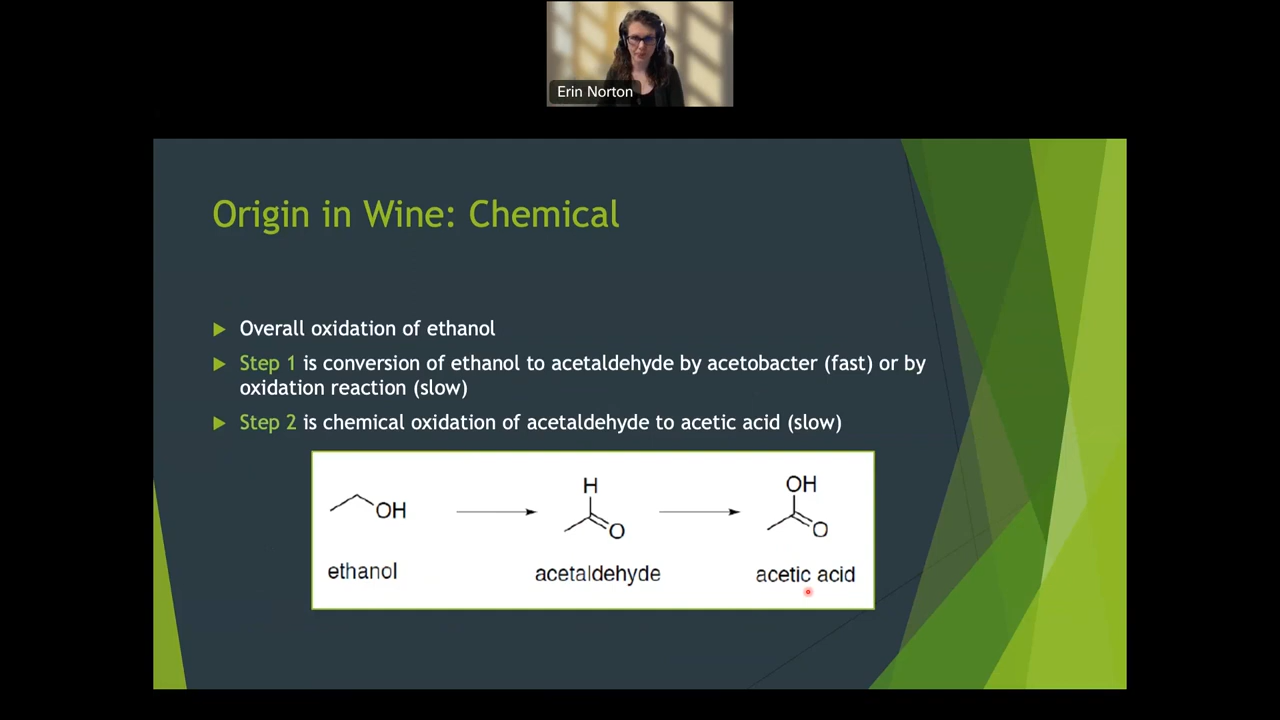 Erin Norton
Origin in Wine: Chemical
Overall oxidation of ethanol
Step 1 is conversion of ethanol to acetaldehyde by acetobacter (fast) or by
oxidation reaction (slow)
Step 2 is chemical oxidation of acetaldehyde to acetic acid (slow)
OH
H
O
OH
O
ethanol
acetaldehyde
acetic acid